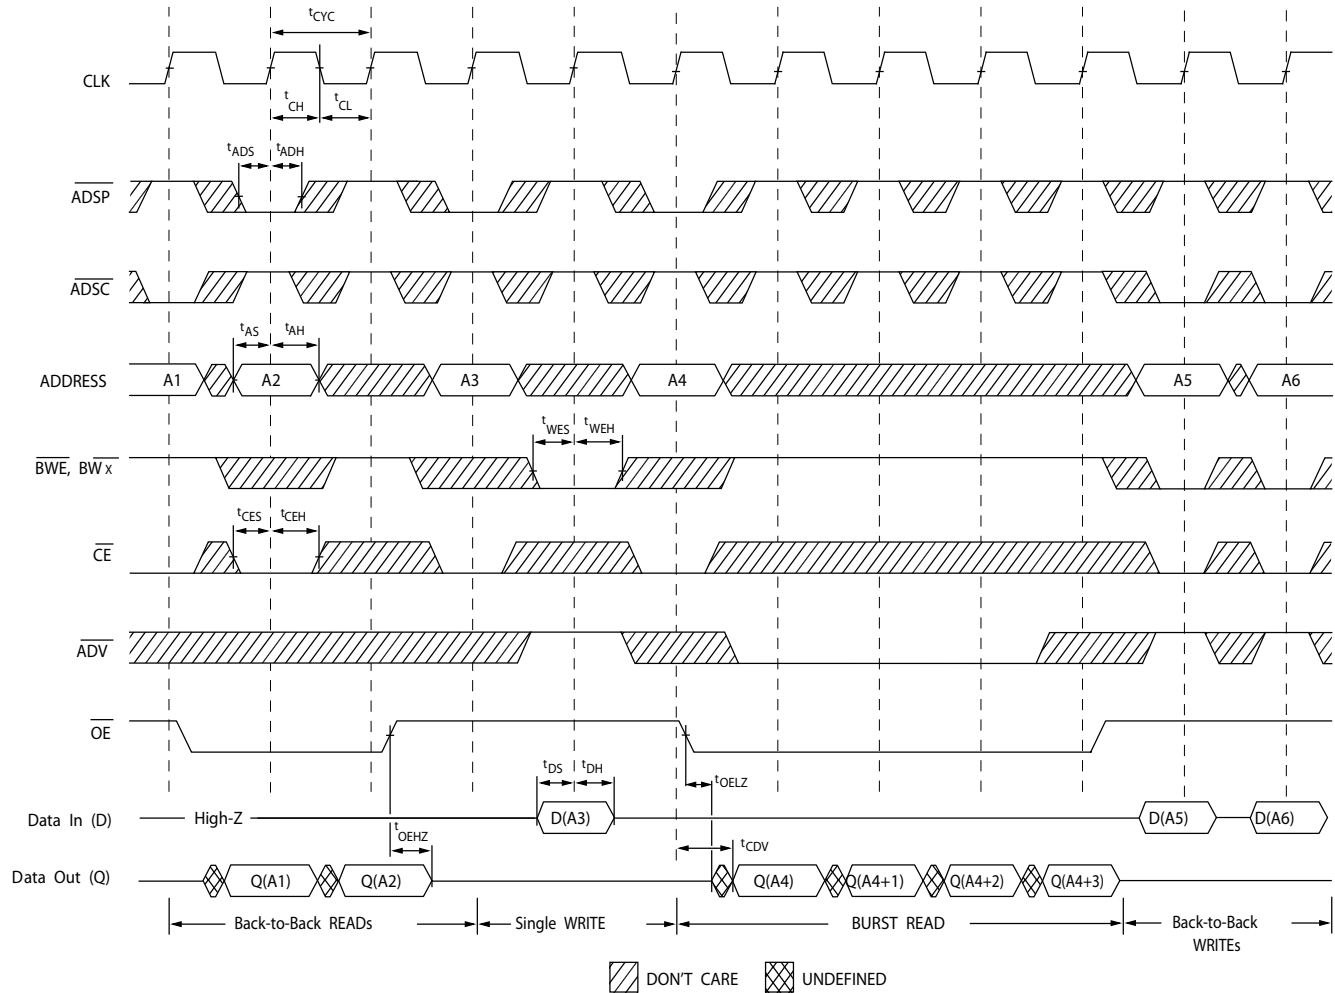 tCYC
CLK
tCH
tCL
tADS
tADH
ADSP
ADSC
tAS
tAH
ADDRESS
A1
A2
A3
A4
A5
A6
tWES
tWEH
BWE, BWX
tCES
tCEH
CE
ADV
OE
tDS
tDH
tOELZ
Data In (D)
High-Z
D(A3)
D(A5)
D(A6)
tOEHZ
tCDV
Data Out (Q)
Q(A1)
Q(A2)
Q(A4)
Q(A4+1)
Q(A4+2)
Q(A4+3)
Back-to-Back READs
Single WRITE
BURST READ
Back-to-Back
WRITEs
DON'T CARE
UNDEFINED